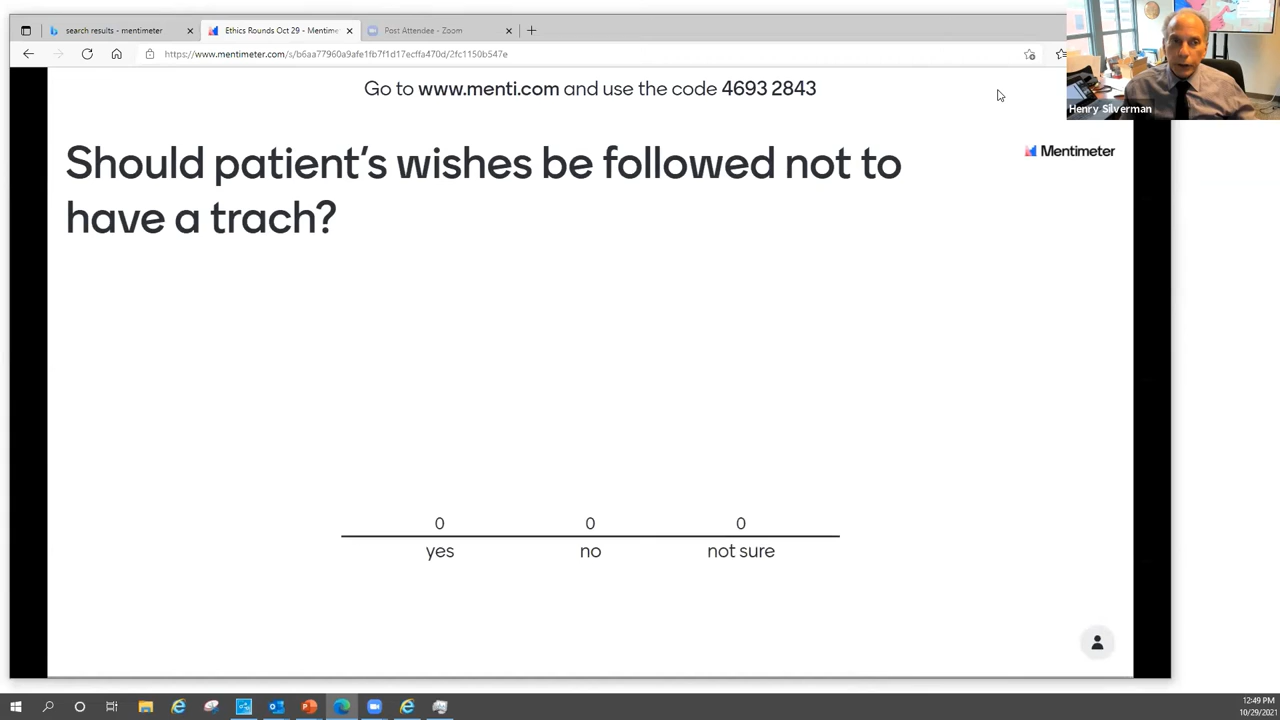 search results - mentimeter
Ethics Rounds Oct 29 - Mentime
Post Attendee - Zoom
https://www.mentimeter.com/s/b6aa77960a9afe1fb7f1d17ecffa470d/2fc1150b547e
Henry Silverman
Go to www.menti.com and use the code 4693 2843
Mentimeter
Should patient's wishes be followed not to
have a trach?
0 0 0
yes no not sure
12:49 PM
10/29/2021